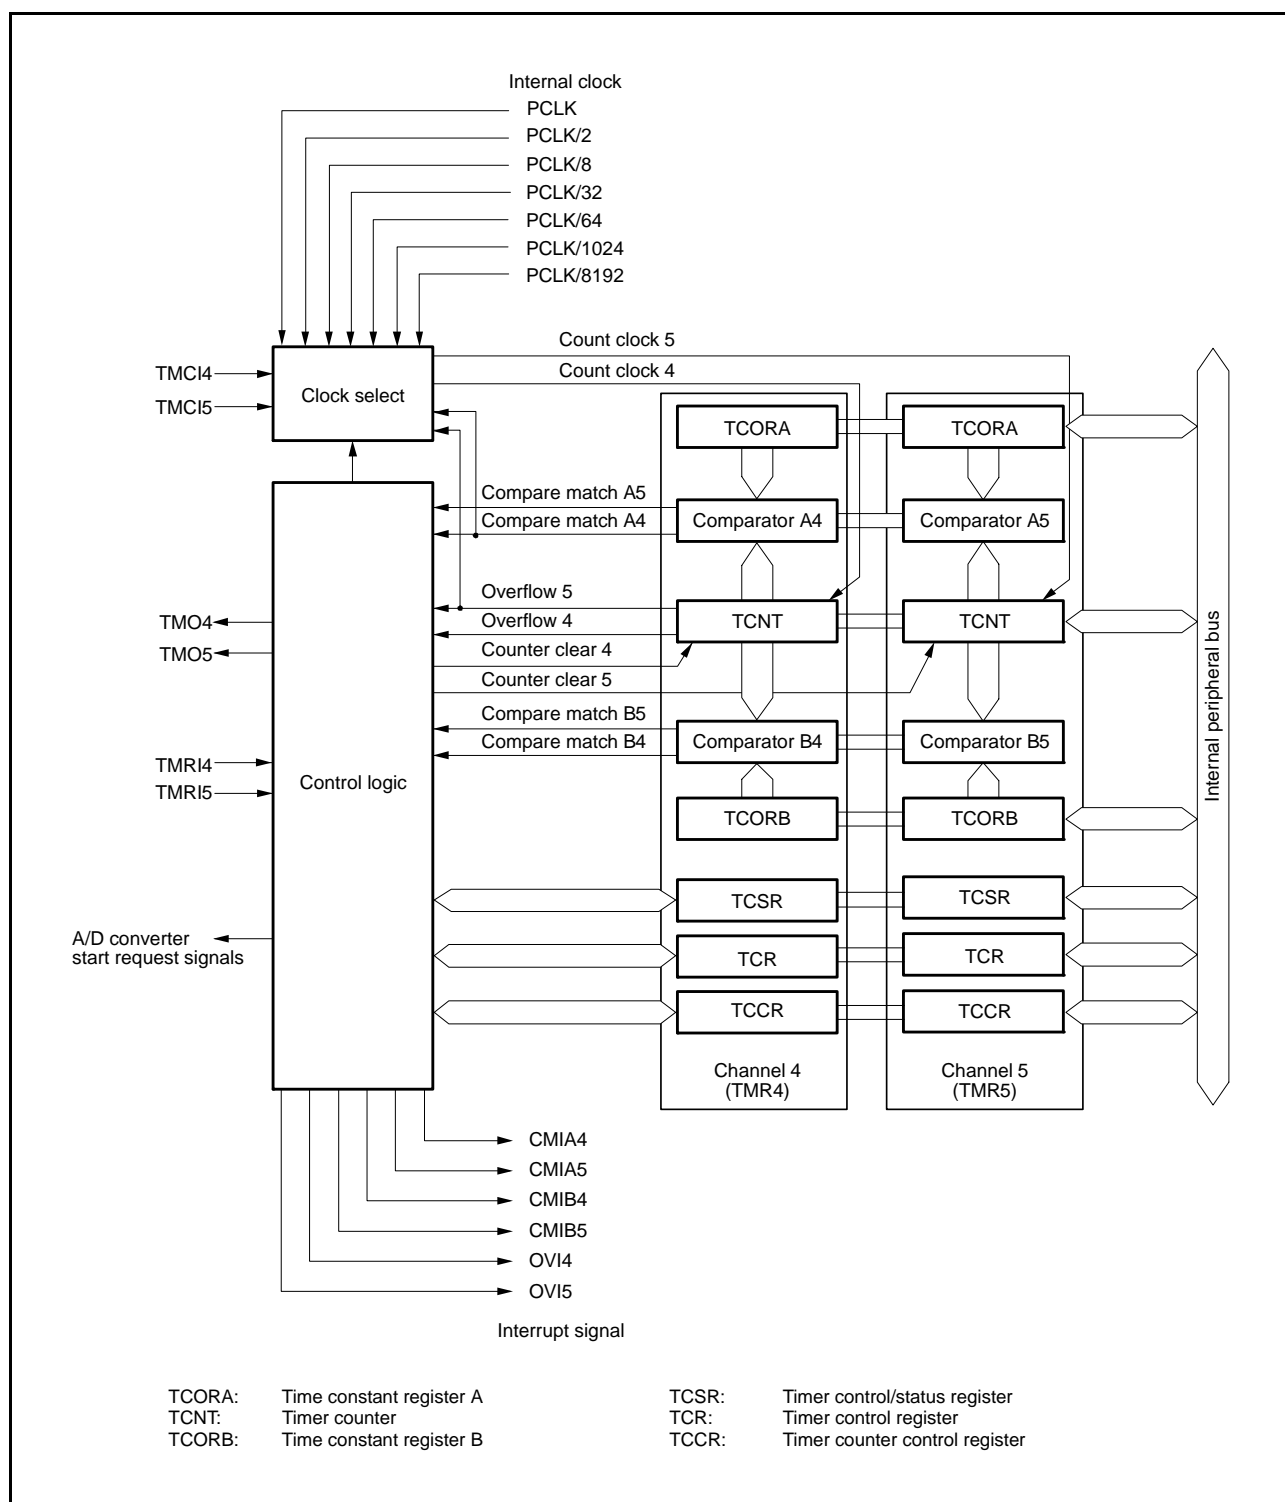 Internal clock
PCLK
PCLK/2
PCLK/8
PCLK/32
PCLK/64
PCLK/1024
PCLK/8192
Count clock 5
Count clock 4
TMCI4
TMCI5
Clock select
TCORA
TCORA
Compare match A5
Compare match A4
Comparator A4
Comparator A5
Overflow 5
Overflow 4
TCNT
TCNT
Counter clear 4
Counter clear 5
TMO4
TMO5
Compare match B5
Compare match B4
Comparator B4
Comparator B5
TMRI4
TMRI5
Control logic
TCORB
TCORB
TCSR
TCSR
A/D converter
start request signals
TCR
TCR
TCCR
TCCR
Channel 4
(TMR4)
Channel 5
(TMR5)
Internal peripheral bus
CMIA4
CMIA5
CMIB4
CMIB5
OVI4
OVI5
Interrupt signal
TCORA: Time constant register A
TCNT: Timer counter
TCORB: Time constant register B
TCSR: Timer control/status register
TCR: Timer control register
TCCR: Timer counter control register